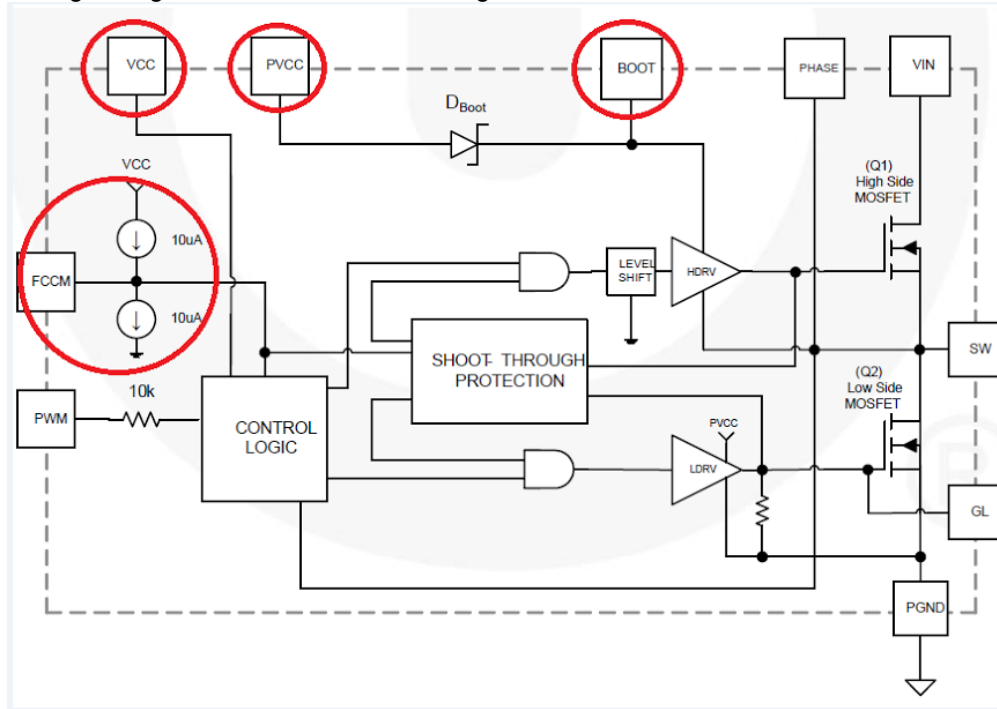 VCC
PVCC
BOOT
PHASE
VIN
D_Boot
VCC
(Q1)
High Side
MOSFET
10uA
FCCM
LEVEL
SHIFT
HDRV
10uA
SHOOT- THROUGH
PROTECTION
SW
(Q2)
Low Side
MOSFET
10k
PWM
CONTROL
LOGIC
PVCC
LDRV
GL
PGND